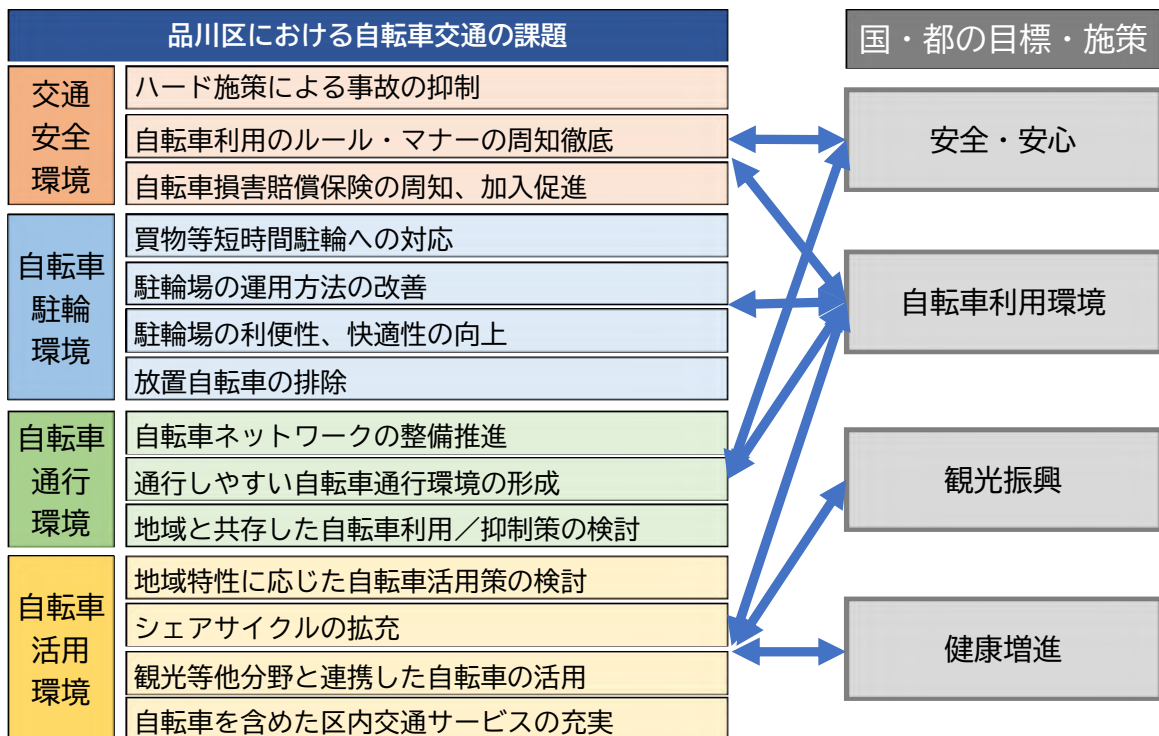 品川区における自転車交通の課題
国・都の目標・施策
交通
安全
環境
ハード施策による事故の抑制
自転車利用のルール・マナーの周知徹底
自転車損害賠償保険の周知、加入促進
自転車
駐輪
環境
買物等短時間駐輪への対応
駐輪場の運用方法の改善
駐輪場の利便性、快適性の向上
放置自転車の排除
自転車
通行
環境
自転車ネットワークの整備推進
通行しやすい自転車通行環境の形成
地域と共存した自転車利用／抑制策の検討
自転車
活用
環境
地域特性に応じた自転車活用策の検討
シェアサイクルの拡充
観光等他分野と連携した自転車の活用
自転車を含めた区内交通サービスの充実
安全・安心
自転車利用環境
観光振興
健康増進